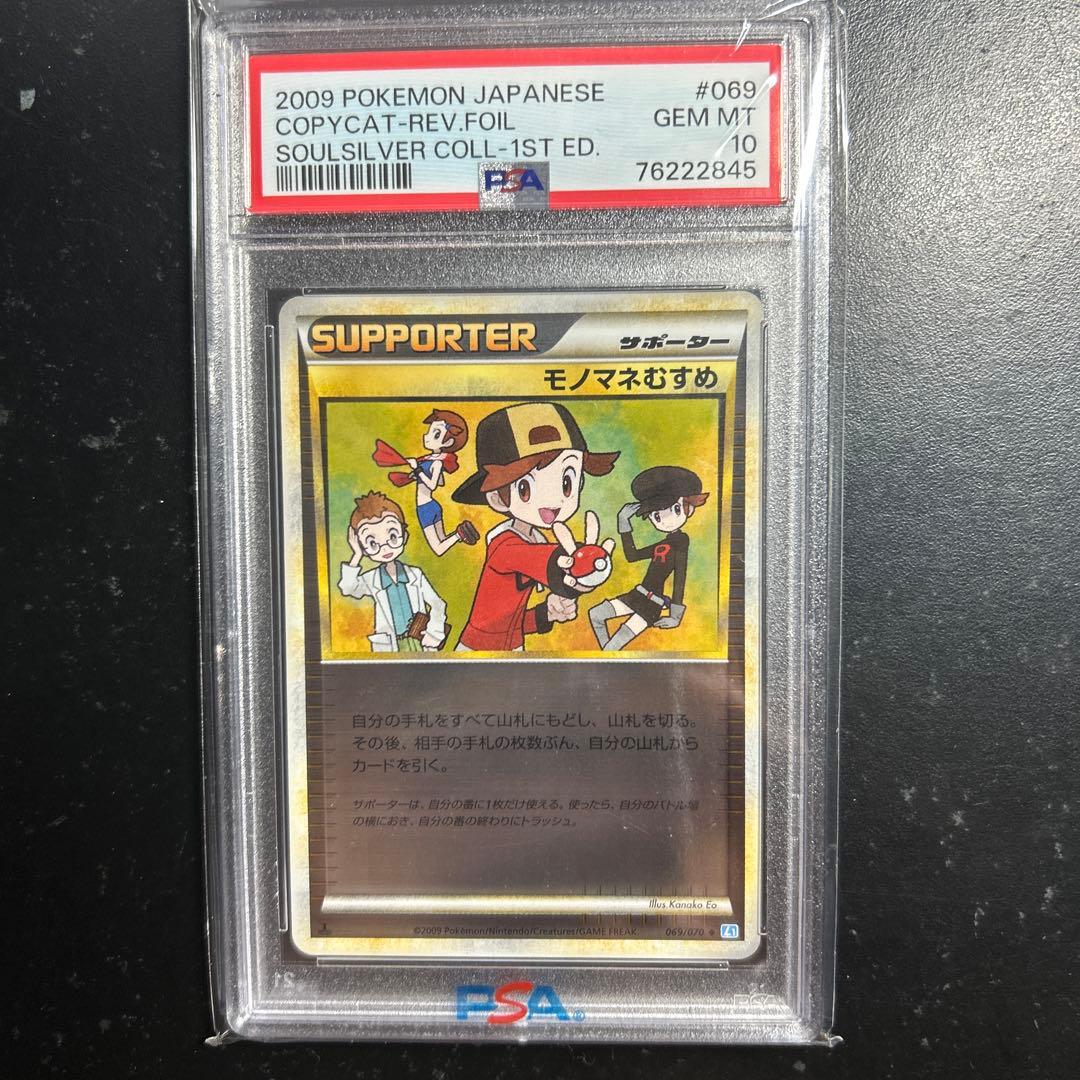 2009 POKEMON JAPANESE #069
COPYCAT-REV.FOIL GEM MT
SOULSILVER COLL-1ST ED. 10
PSA 76222845
SUPPORTER サポーター
モノマネむすめ
R
自分の手札をすべて山札にもどし、山札を切る。
その後、相手の手札の枚数ぶん、自分の山札から
カードを引く。
サポーターは、自分の番に1枚だけ使える。使ったら、自分のバトル場
の横におき、自分の番の終わりにトラッシュ。
Illus.Kanako Eo
©2009 Pokémon/Nintendo/Creatures/GAME FREAK. 069/070 L1
PSA®